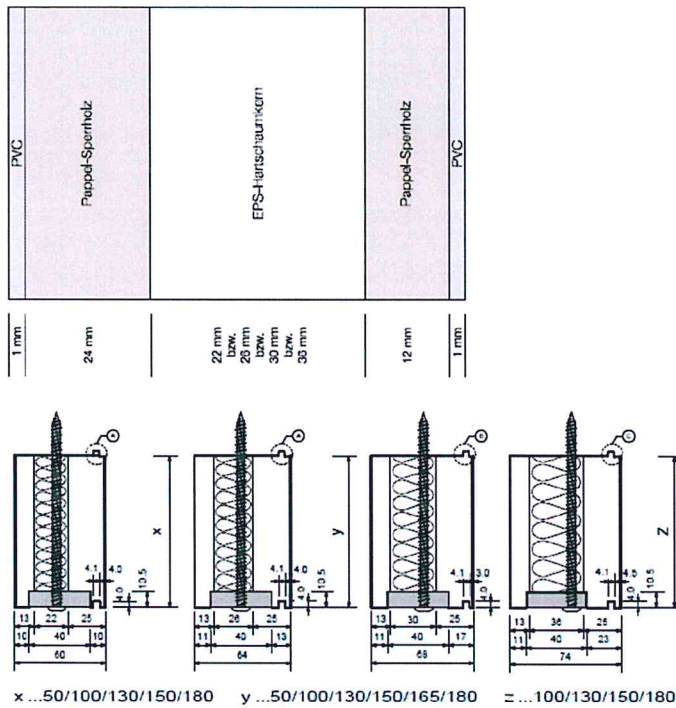 PVC
Pappel-Sperrholz
EPS-Hartschaumkern
Pappel-Sperrholz
PVC
1 mm
24 mm
22 mm
bzw.
26 mm
bzw.
30 mm
bzw.
36 mm
12 mm
1 mm
A
A
B
C
x
y
z
4.1 4.0 10.5
4.0
4.1 4.0 10.5
4.0
4.1 3.0 10.5
4.0
4.1 4.6 10.5
4.0
13 22 25
10 40 10
60
13 26 25
11 40 13
64
13 30 25
11 40 17
68
13 36 25
11 40 23
74
x ...50/100/130/150/180
y ...50/100/130/150/165/180
z ...100/130/150/180